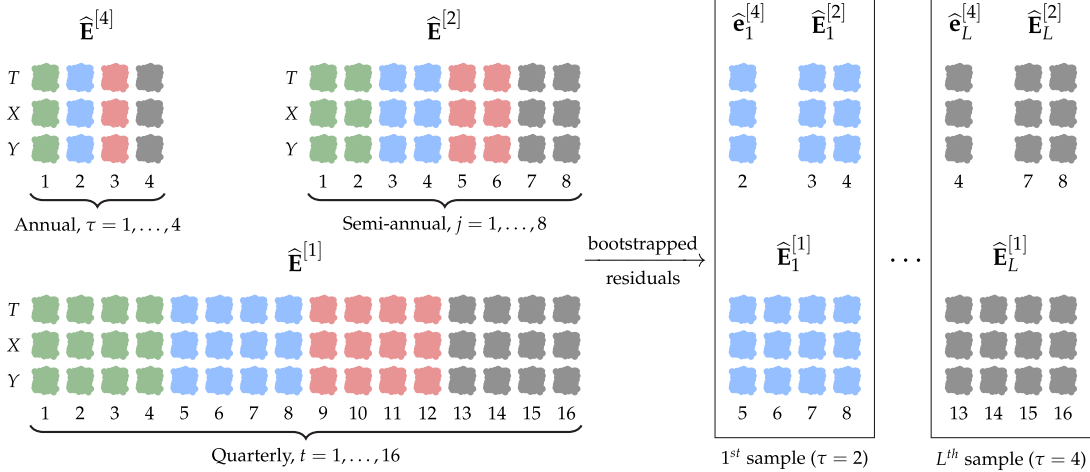 Ê^[4]
T
X
Y
1 2 3 4
Annual, τ = 1, . . . , 4
Ê^[2]
T
X
Y
1 2 3 4 5 6 7 8
Semi-annual, j = 1, . . . , 8
Ê^[1]
T
X
Y
1 2 3 4 5 6 7 8 9 10 11 12 13 14 15 16
Quarterly, t = 1, . . . , 16
bootstrapped
residuals
ê_1^[4] Ê_1^[2]
2 3 4
Ê_1^[1]
5 6 7 8
1^st sample (τ = 2)
. . .
ê_L^[4] Ê_L^[2]
4 7 8
Ê_L^[1]
13 14 15 16
L^th sample (τ = 4)